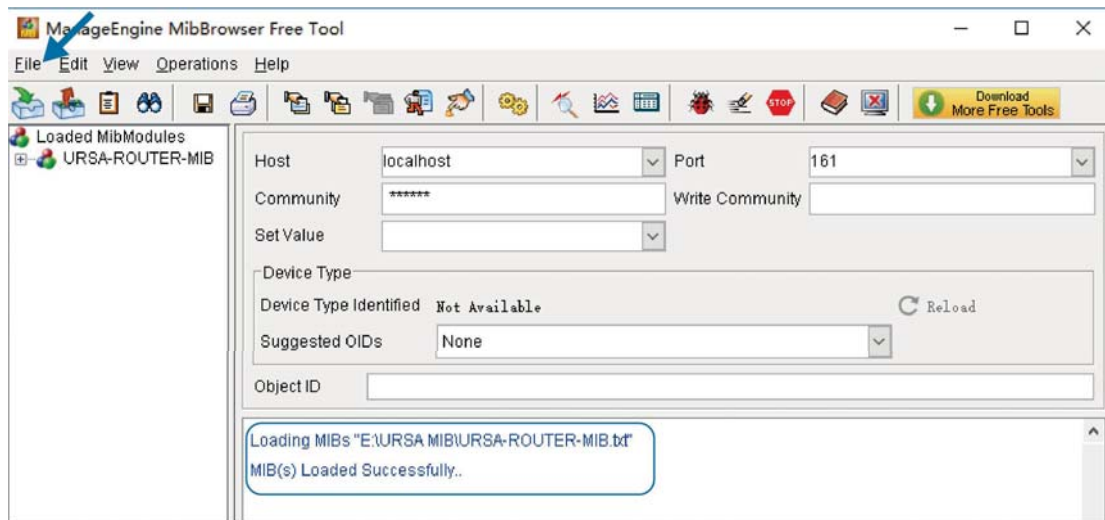 ManageEngine MibBrowser Free Tool
File Edit View Operations Help
STOP
Download
More Free Tools
Loaded MibModules
URSA-ROUTER-MIB
Host localhost Port 161
Community ****** Write Community
Set Value
Device Type
Device Type Identified Not Available Reload
Suggested OIDs None
Object ID
Loading MIBs "E:\URSA MIB\URSA-ROUTER-MIB.txt"
MIB(s) Loaded Successfully..